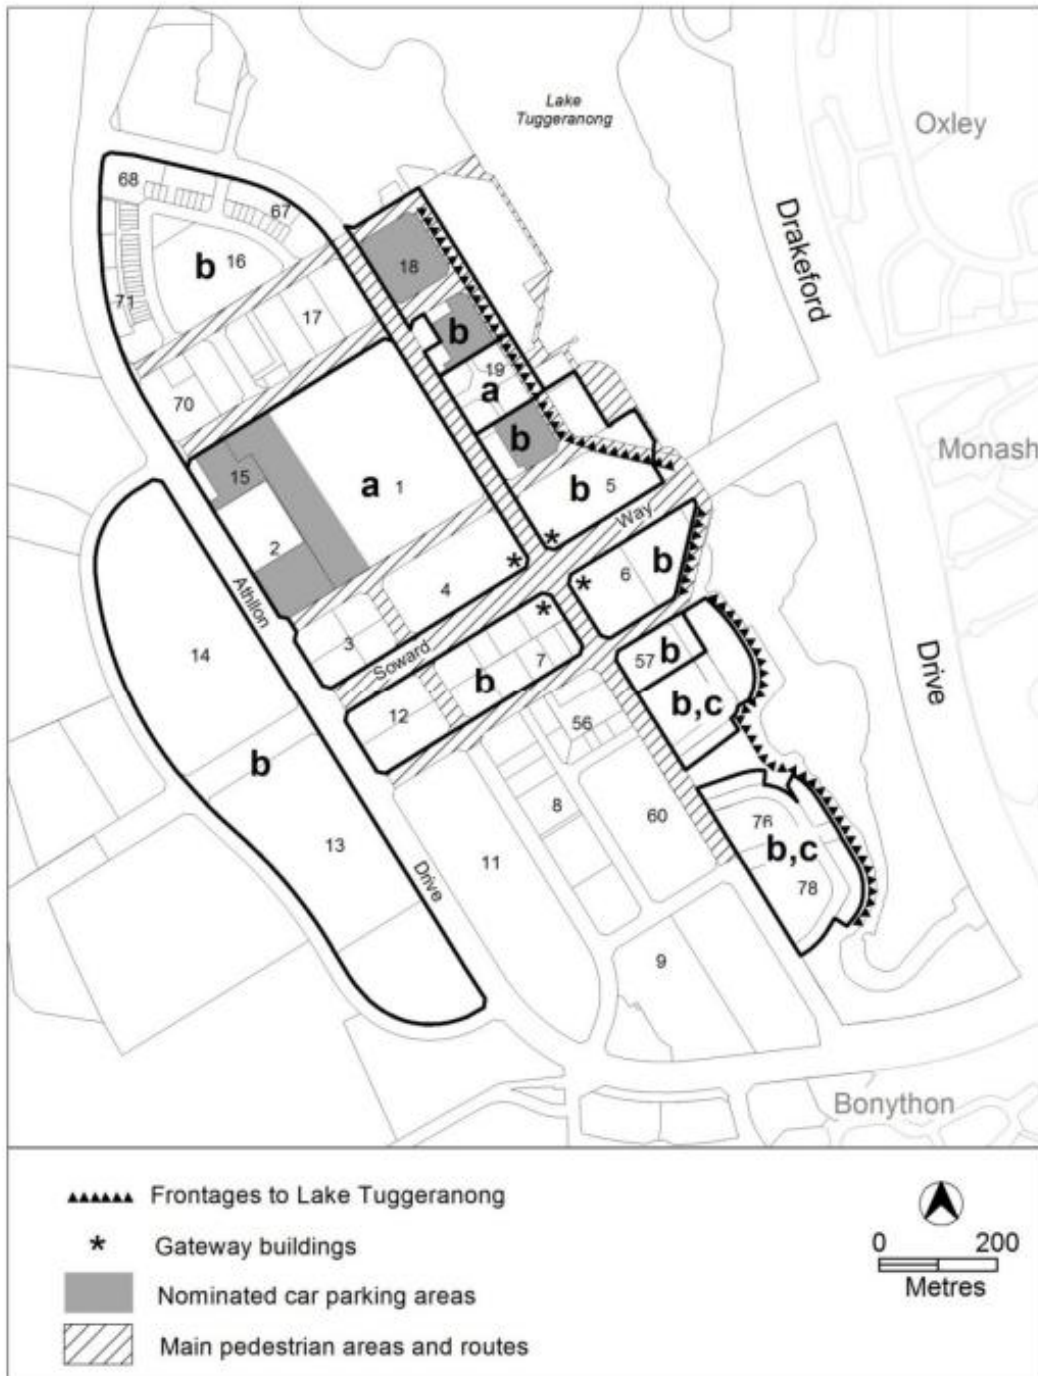 Lake
Tuggeranong
Oxley
68
67
Drakeford
b
16
18
71
17
b
19
70
a
Monash
b
15
a
1
b
5
Way
2
b
6
4
Athllon
3
Soward
14
7
57
b
b
12
b,c
56
b
8
60
76
13
b,c
11
Drive
78
Drive
9
Bonython
Frontages to Lake Tuggeranong
Gateway buildings
0 200
Metres
Nominated car parking areas
Main pedestrian areas and routes